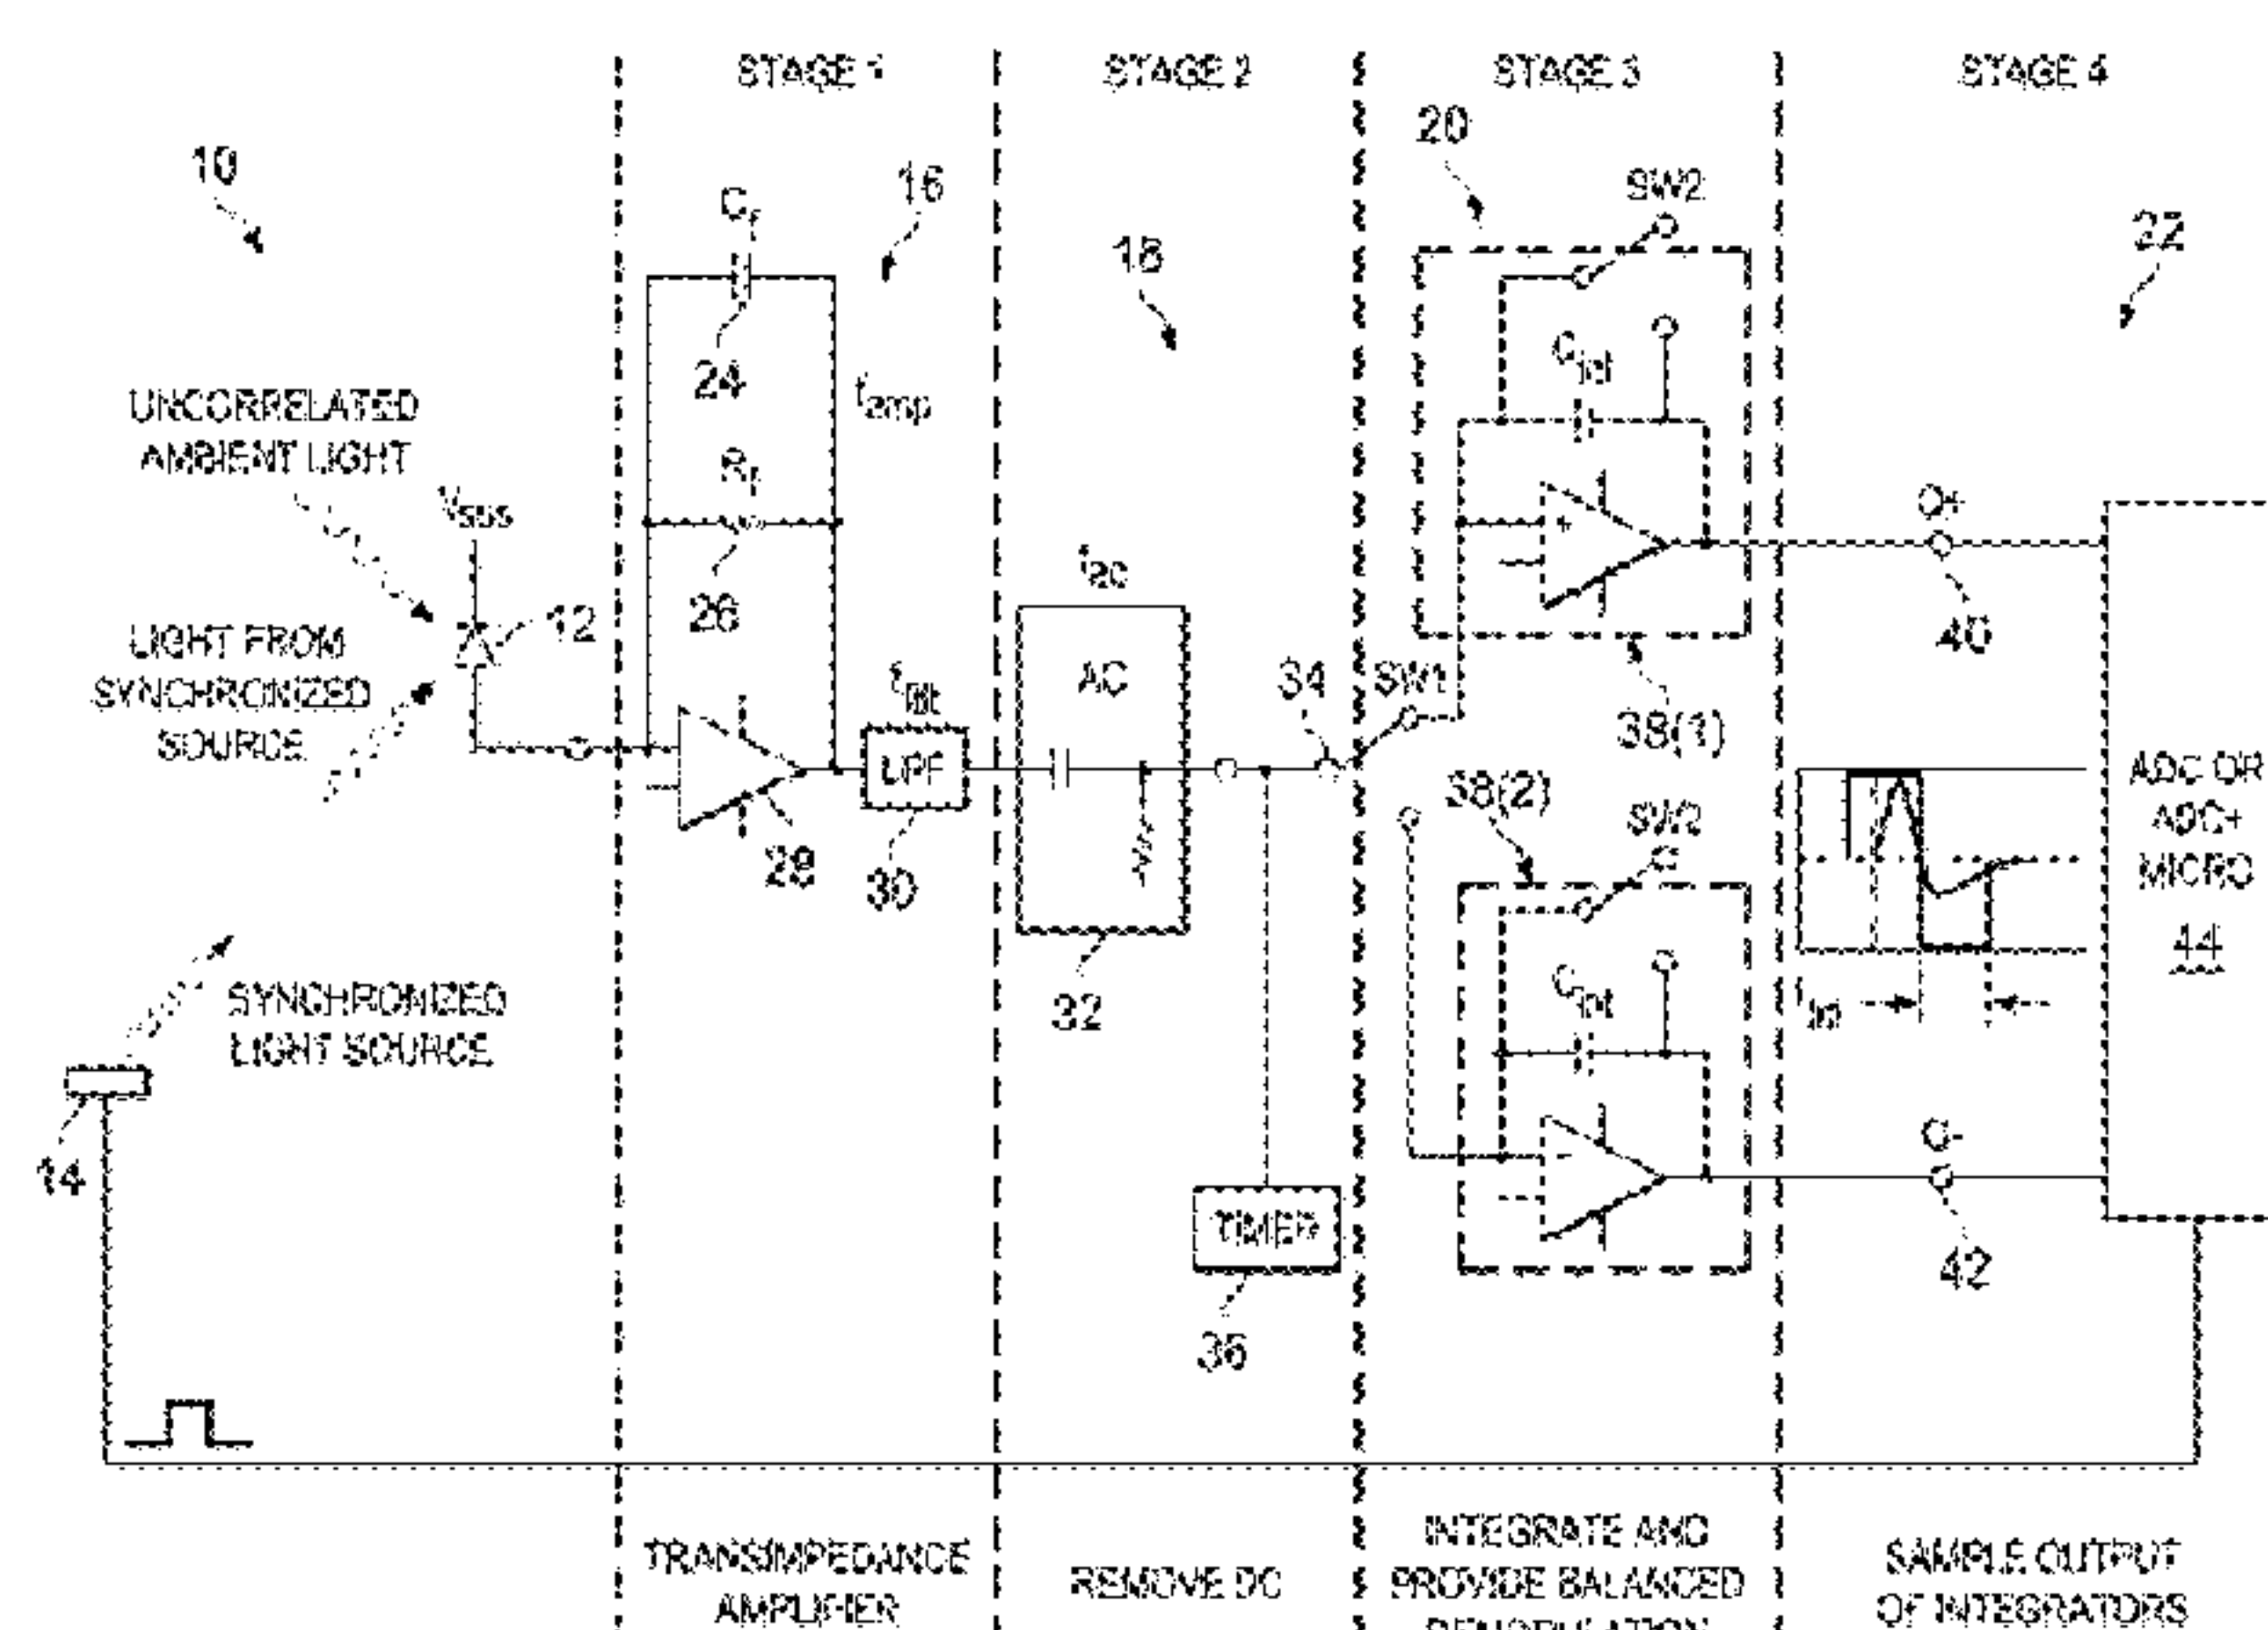 STAGE 1
STAGE 2
STAGE 3
STAGE 4
10
16
18
20
22
SW2
Cf
24
famp
Rf
26
Cint
UNCORRELATED
AMBIENT LIGHT
12
LIGHT FROM
SYNCHRONIZED
SOURCE
LPF
28
30
fac
AC
32
34
SW1
38(1)
O+
40
38(2)
SW2
Cint
ADC OR
ADC+
MICRO
44
SYNCHRONIZED
LIGHT SOURCE
14
TIMER
36
O-
42
TRANSIMPEDANCE
AMPLIFIER
REMOVE DC
INTEGRATE AND
PROVIDE BALANCED
SAMPLE OUTPUT
OF INTEGRATORS